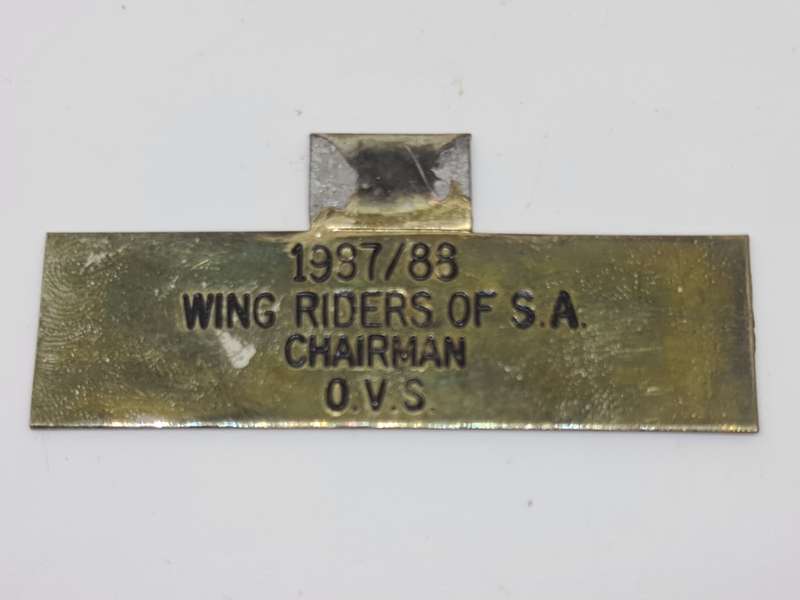 1987/88
WING RIDERS OF S.A.
CHAIRMAN
O.V.S.